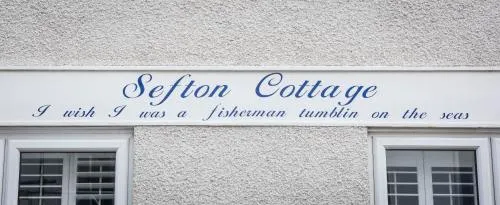 Sefton Cottage
I wish I was a fisherman tumblin on the seas